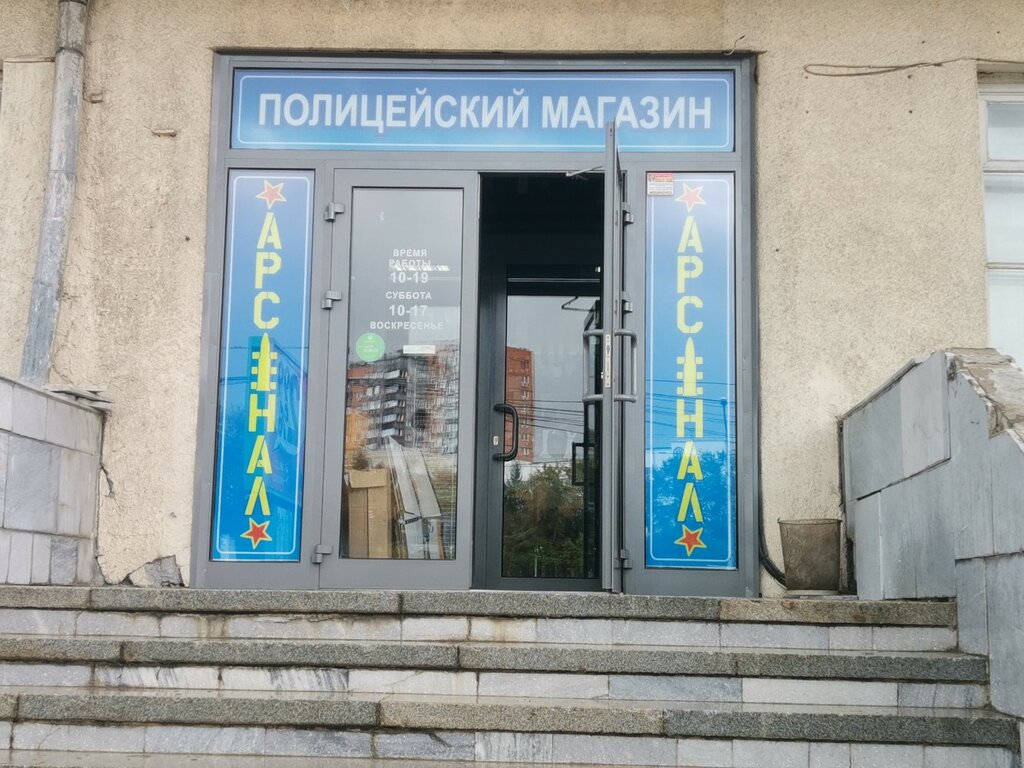 ПОЛИЦЕЙСКИЙ МАГАЗИН
АРСЕНАЛ
ВРЕМЯ
РАБОТЫ
10-19
СУББОТА
10-17
ВОСКРЕСЕНЬЕ
АРСЕНАЛ